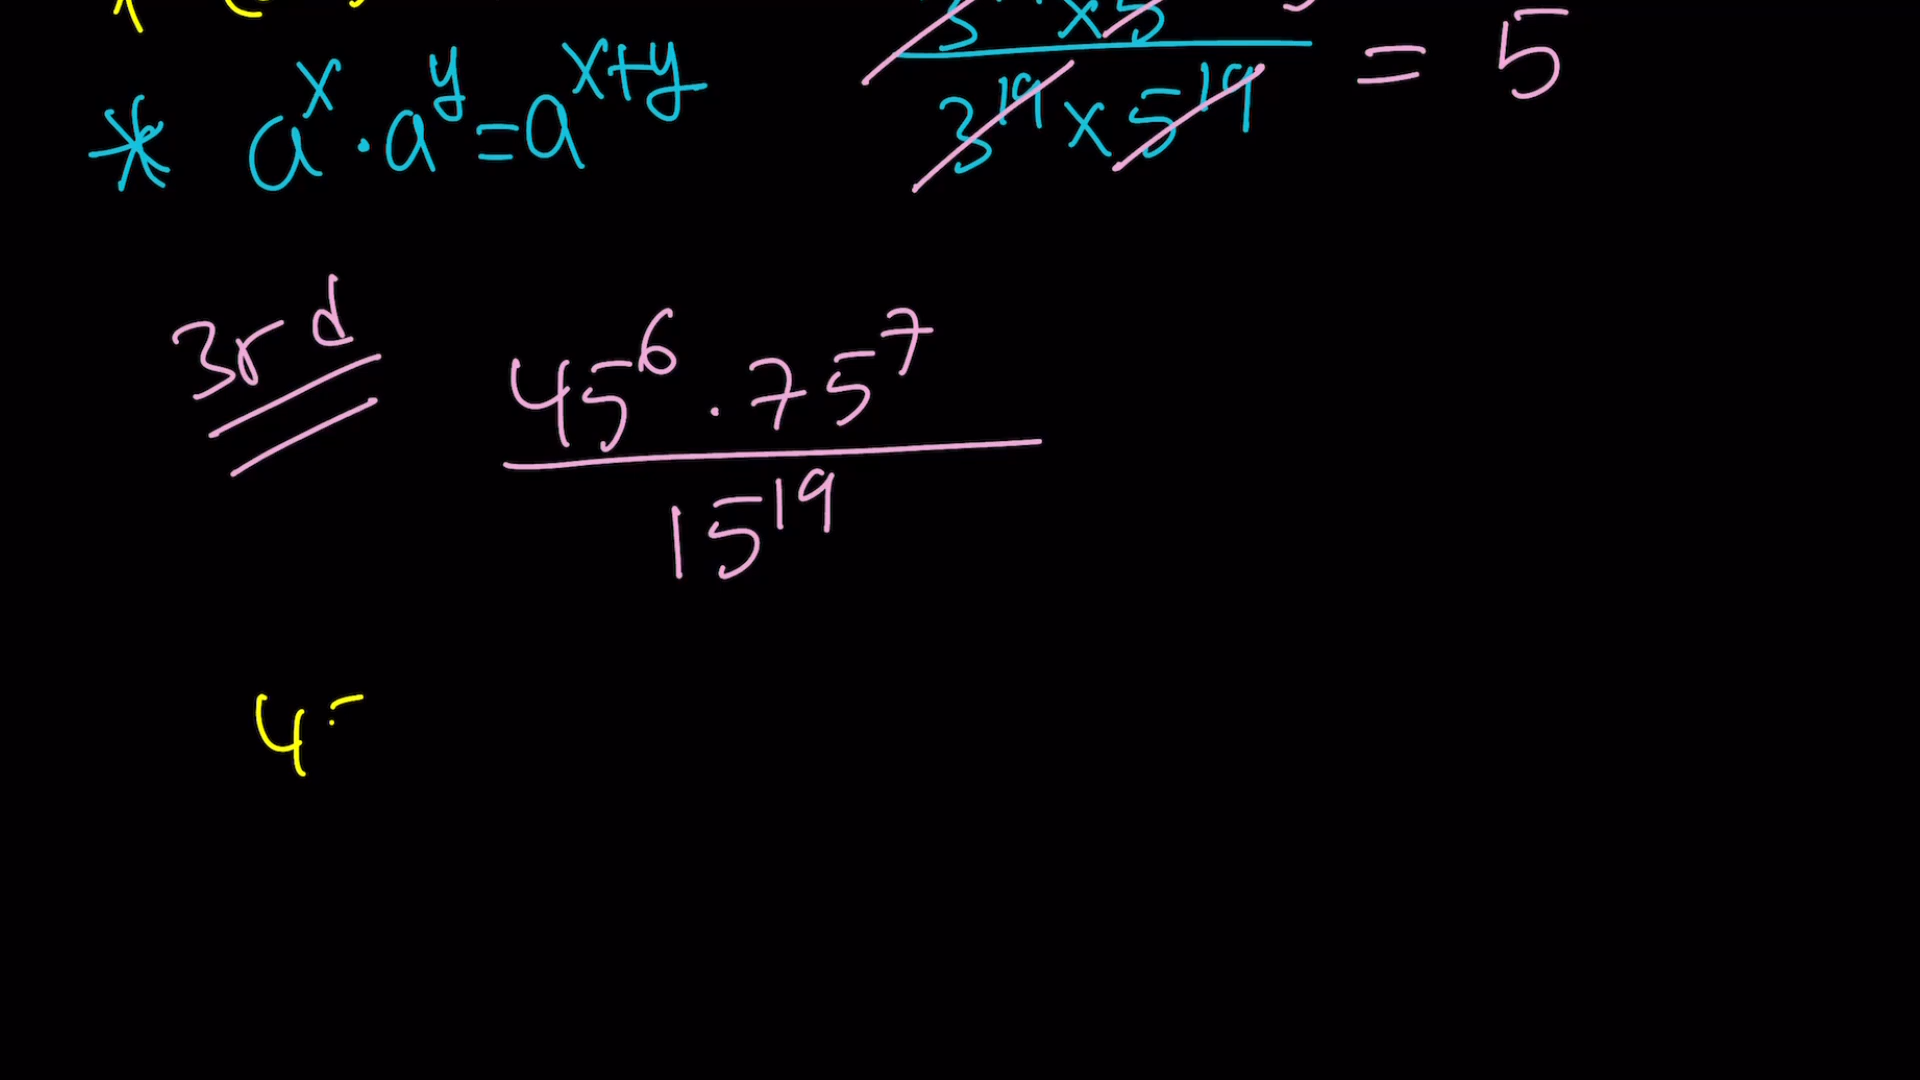 * a^x · a^y = a^(x+y)
3^19 x 5^19 = 5
3rd
45^6 · 75^7
15^19
4